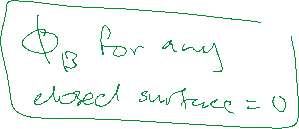 ϕ_B for any
closed surface = 0